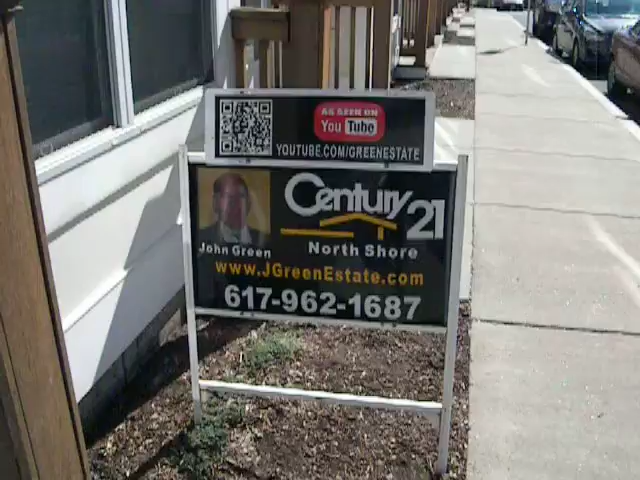 AS SEEN ON
YouTube
YOUTUBE.COM/GREENESTATE
Century 21
John Green
North Shore
www.JGreenEstate.com
617-962-1687